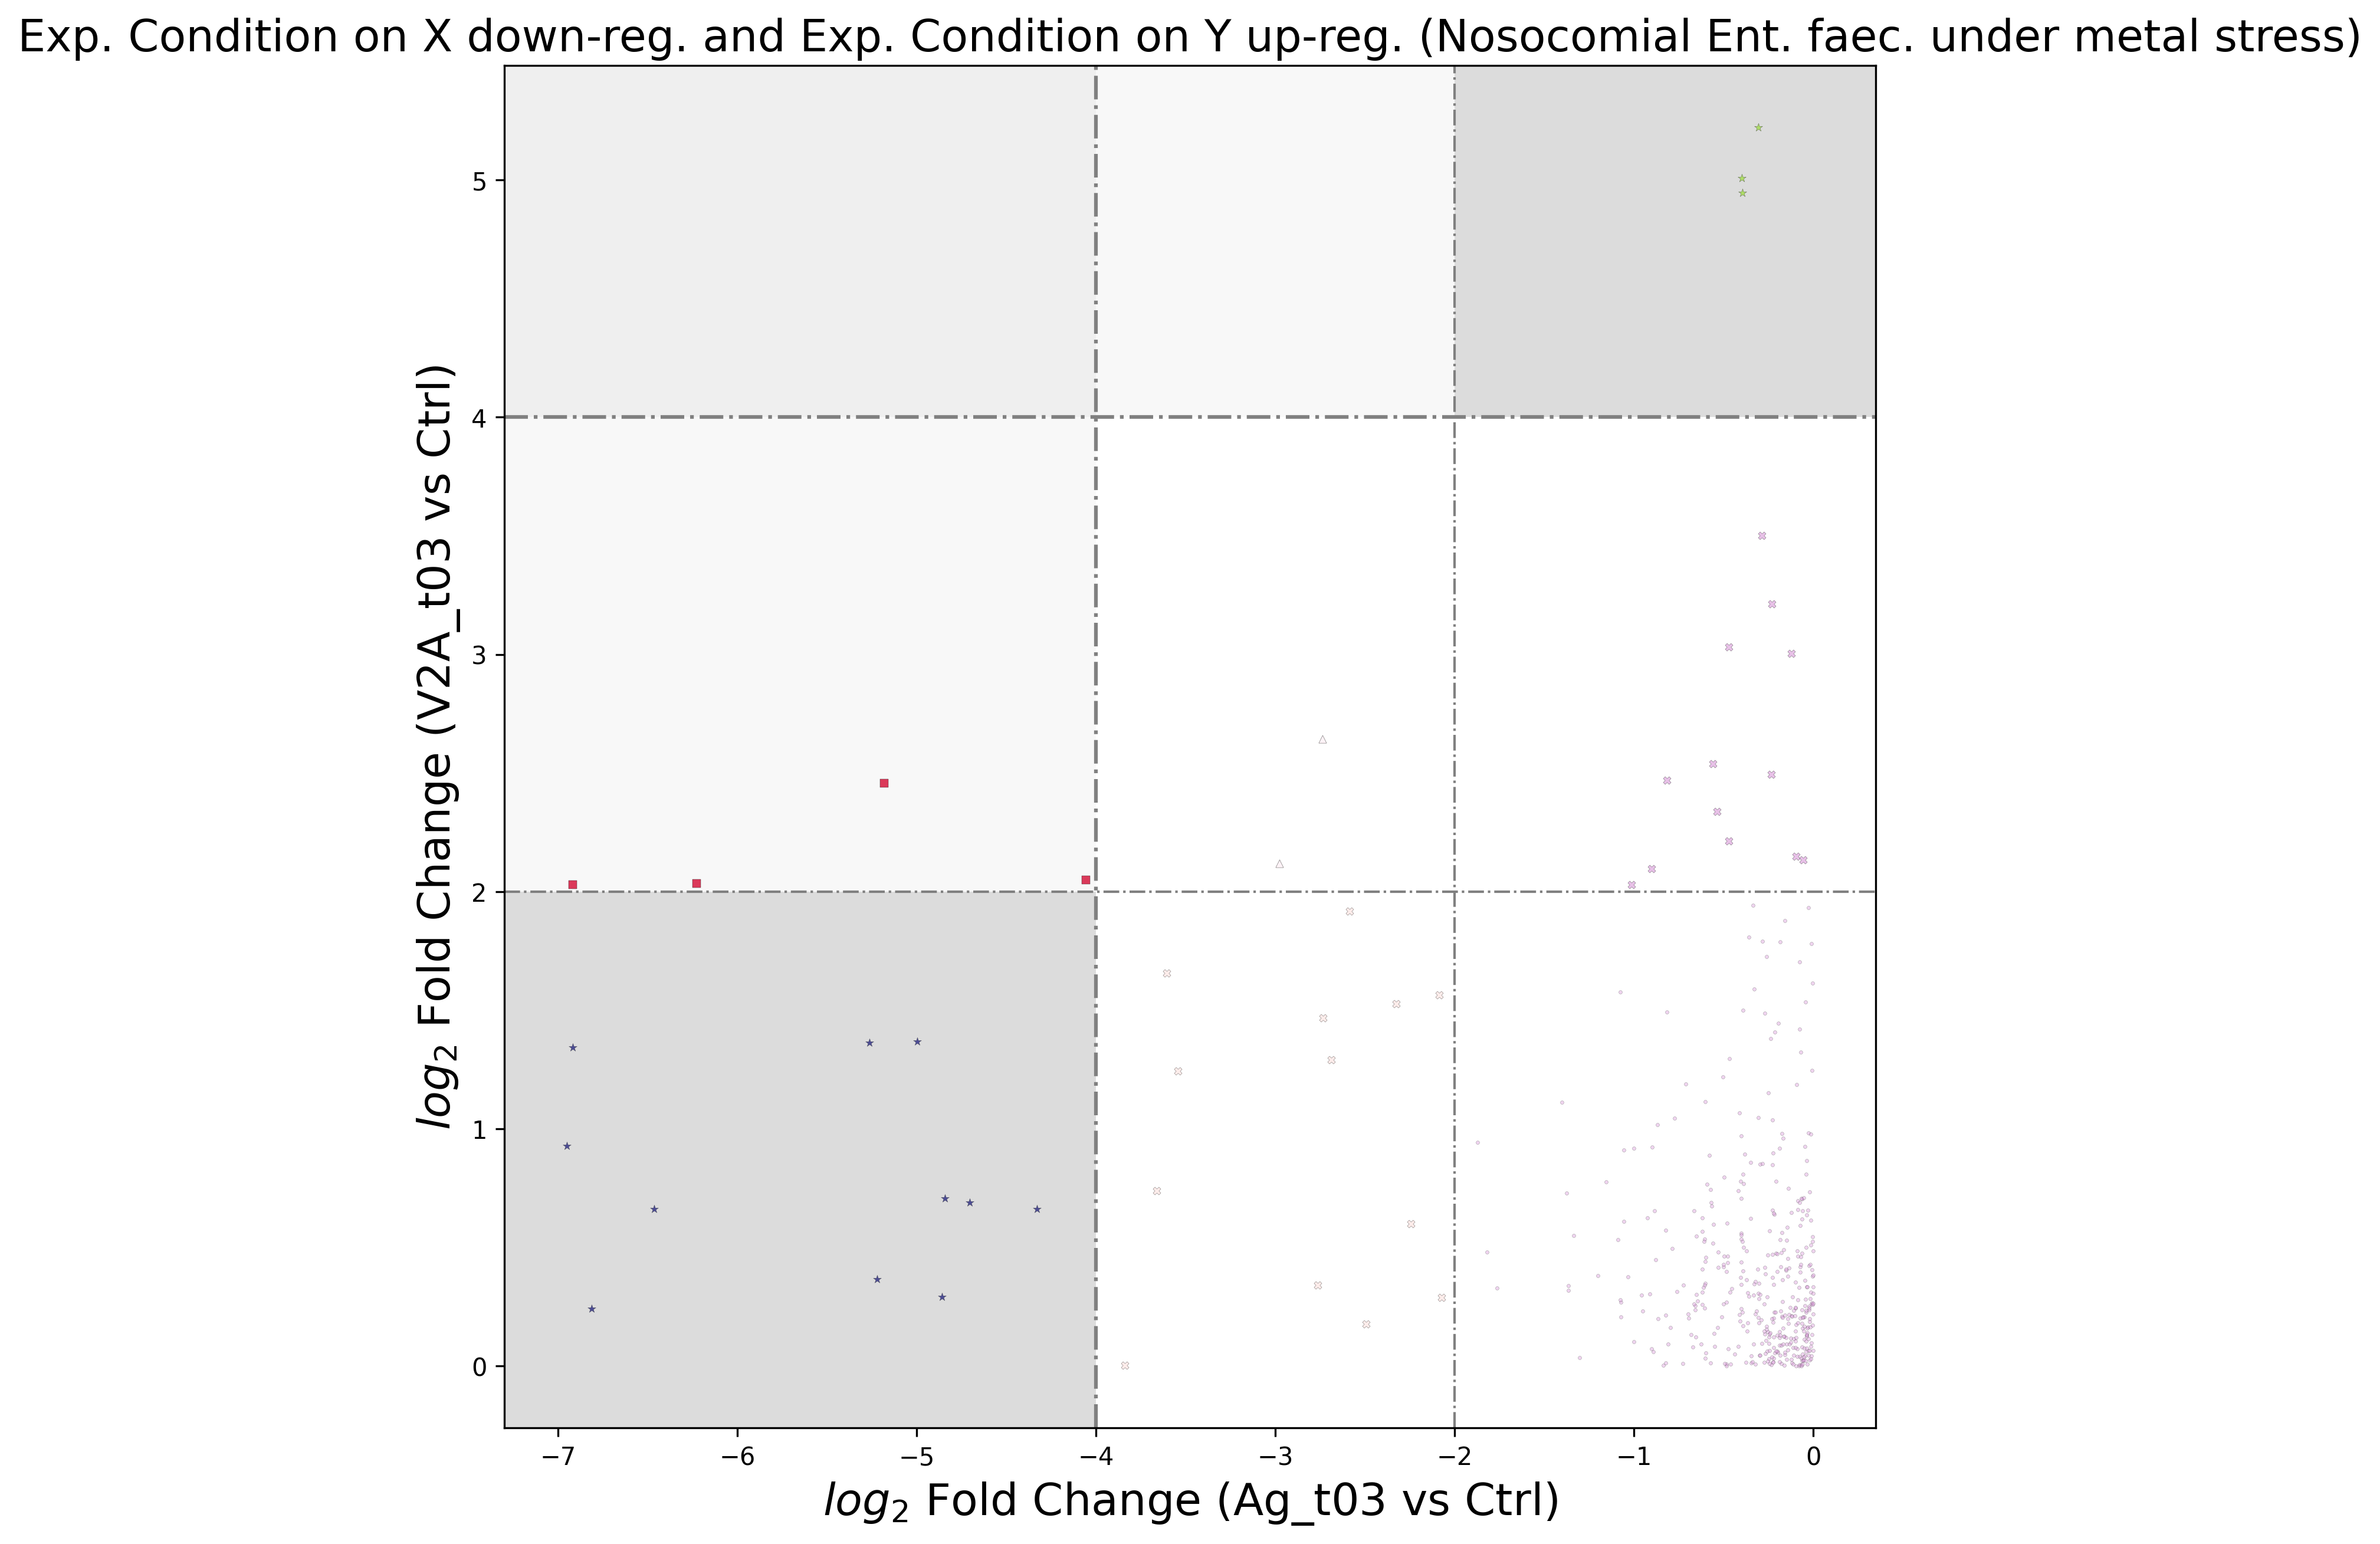 Exp. Condition on X down-reg. and Exp. Condition on Y up-reg. (Nosocomial Ent. faec. under metal stress)
log₂ Fold Change (V2A_t03 vs Ctrl)
5
4
3
2
1
0
−7 −6 −5 −4 −3 −2 −1 0
log₂ Fold Change (Ag_t03 vs Ctrl)